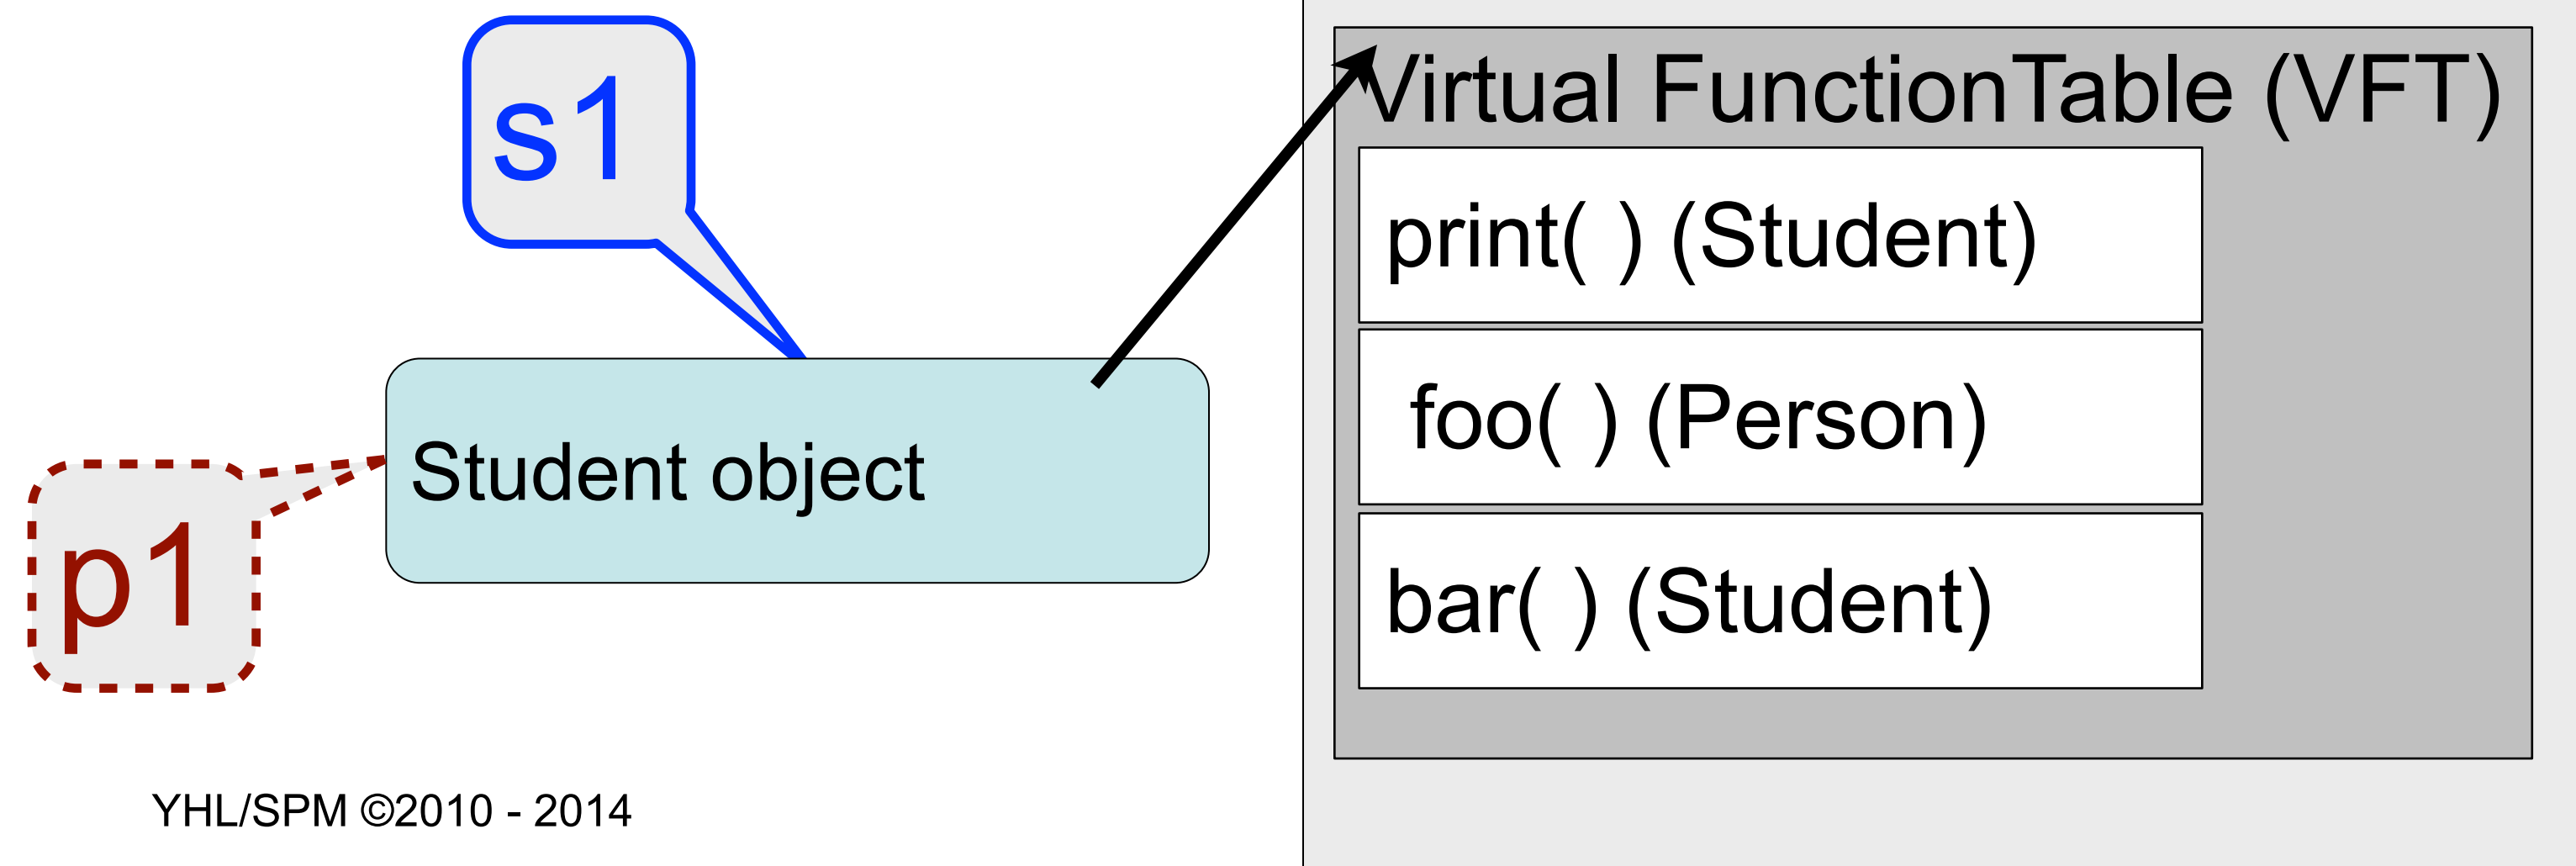 s1
Virtual FunctionTable (VFT)
print( ) (Student)
foo( ) (Person)
bar( ) (Student)
Student object
p1
YHL/SPM ©2010 - 2014